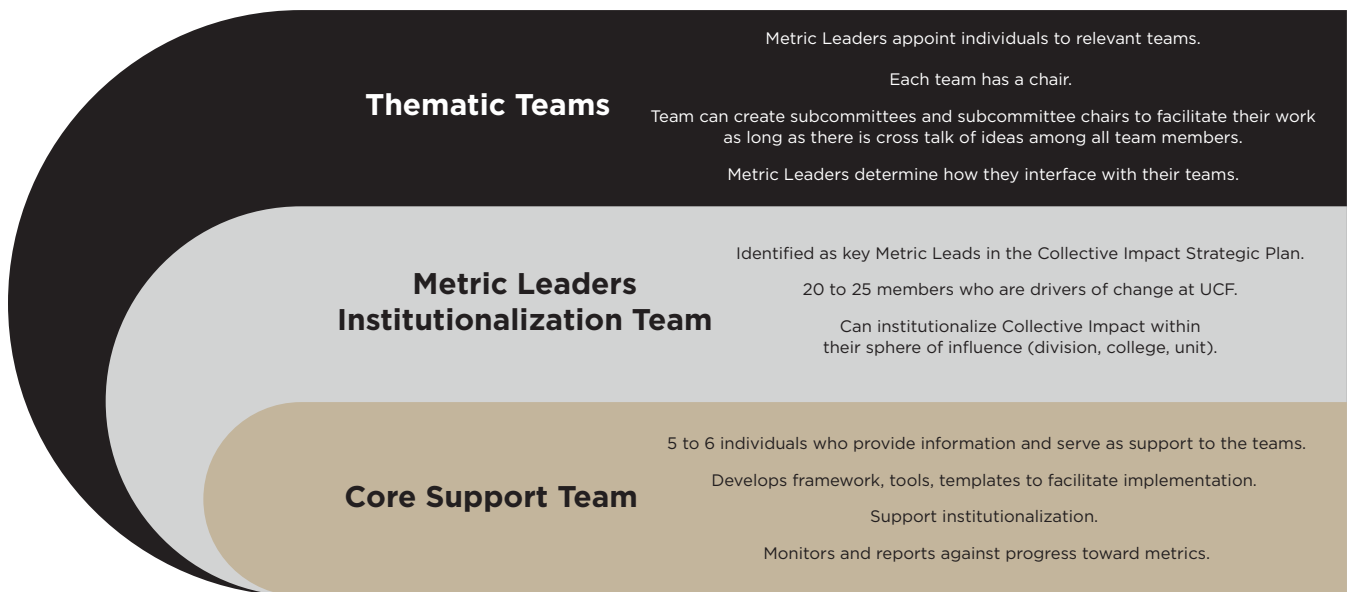 Thematic Teams
Metric Leaders appoint individuals to relevant teams.
Each team has a chair.
Team can create subcommittees and subcommittee chairs to facilitate their work
as long as there is cross talk of ideas among all team members.
Metric Leaders determine how they interface with their teams.
Metric Leaders
Institutionalization Team
Identified as key Metric Leads in the Collective Impact Strategic Plan.
20 to 25 members who are drivers of change at UCF.
Can institutionalize Collective Impact within
their sphere of influence (division, college, unit).
Core Support Team
5 to 6 individuals who provide information and serve as support to the teams.
Develops framework, tools, templates to facilitate implementation.
Support institutionalization.
Monitors and reports against progress toward metrics.